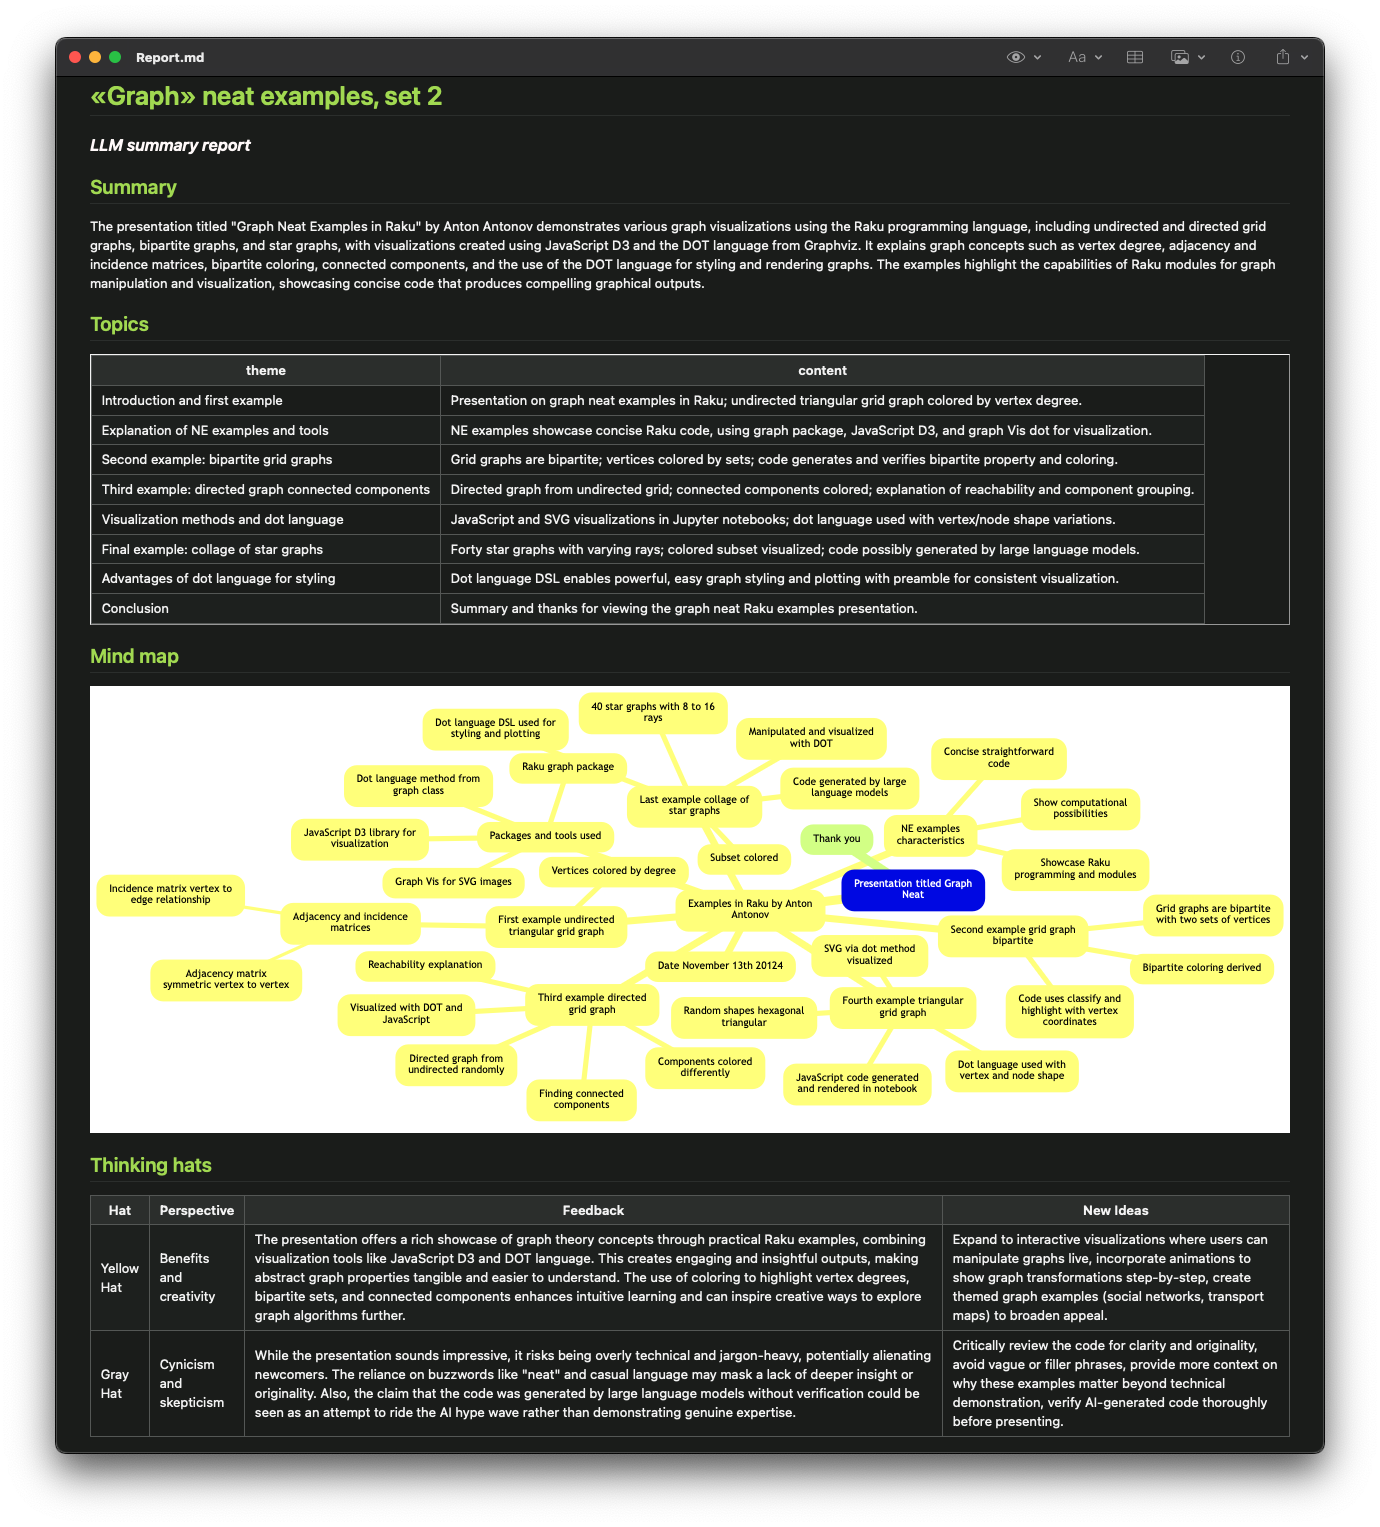 Report.md
Aa
«Graph» neat examples, set 2
LLM summary report
Summary
The presentation titled "Graph Neat Examples in Raku" by Anton Antonov demonstrates various graph visualizations using the Raku programming language, including undirected and directed grid
graphs, bipartite graphs, and star graphs, with visualizations created using JavaScript D3 and the DOT language from Graphviz. It explains graph concepts such as vertex degree, adjacency and
incidence matrices, bipartite coloring, connected components, and the use of the DOT language for styling and rendering graphs. The examples highlight the capabilities of Raku modules for graph
manipulation and visualization, showcasing concise code that produces compelling graphical outputs.
Topics
theme content
Introduction and first example Presentation on graph neat examples in Raku; undirected triangular grid graph colored by vertex degree.
Explanation of NE examples and tools NE examples showcase concise Raku code, using graph package, JavaScript D3, and graph Vis dot for visualization.
Second example: bipartite grid graphs Grid graphs are bipartite; vertices colored by sets; code generates and verifies bipartite property and coloring.
Third example: directed graph connected components Directed graph from undirected grid; connected components colored; explanation of reachability and component grouping.
Visualization methods and dot language JavaScript and SVG visualizations in Jupyter notebooks; dot language used with vertex/node shape variations.
Final example: collage of star graphs Forty star graphs with varying rays; colored subset visualized; code possibly generated by large language models.
Advantages of dot language for styling Dot language DSL enables powerful, easy graph styling and plotting with preamble for consistent visualization.
Conclusion Summary and thanks for viewing the graph neat Raku examples presentation.
Mind map
40 star graphs with 8 to 16
rays
Dot language DSL used for
styling and plotting
Manipulated and visualized
with DOT
Concise straightforward
code
Raku graph package
Dot language method from
graph class
Code generated by large
language models
Last example collage of
star graphs
Show computational
possibilities
JavaScript D3 library for
visualization
Packages and tools used
Thank you
NE examples
characteristics
Subset colored
Showcase Raku
programming and modules
Vertices colored by degree
Graph Vis for SVG images
Incidence matrix vertex to
edge relationship
Presentation titled Graph
Neat
Examples in Raku by Anton
Antonov
Grid graphs are bipartite
with two sets of vertices
Adjacency and incidence
matrices
First example undirected
triangular grid graph
Second example grid graph
bipartite
SVG via dot method
visualized
Reachability explanation
Date November 13th 20124
Bipartite coloring derived
Adjacency matrix
symmetric vertex to vertex
Third example directed
grid graph
Fourth example triangular
grid graph
Code uses classify and
highlight with vertex
coordinates
Visualized with DOT and
JavaScript
Random shapes hexagonal
triangular
Directed graph from
undirected randomly
Components colored
differently
Dot language used with
vertex and node shape
JavaScript code generated
and rendered in notebook
Finding connected
components
Thinking hats
Hat Perspective Feedback New Ideas
Yellow
Hat
Benefits
and
creativity
The presentation offers a rich showcase of graph theory concepts through practical Raku examples, combining
visualization tools like JavaScript D3 and DOT language. This creates engaging and insightful outputs, making
abstract graph properties tangible and easier to understand. The use of coloring to highlight vertex degrees,
bipartite sets, and connected components enhances intuitive learning and can inspire creative ways to explore
graph algorithms further.
Expand to interactive visualizations where users can
manipulate graphs live, incorporate animations to
show graph transformations step-by-step, create
themed graph examples (social networks, transport
maps) to broaden appeal.
Gray
Hat
Cynicism
and
skepticism
While the presentation sounds impressive, it risks being overly technical and jargon-heavy, potentially alienating
newcomers. The reliance on buzzwords like "neat" and casual language may mask a lack of deeper insight or
originality. Also, the claim that the code was generated by large language models without verification could be
seen as an attempt to ride the AI hype wave rather than demonstrating genuine expertise.
Critically review the code for clarity and originality,
avoid vague or filler phrases, provide more context on
why these examples matter beyond technical
demonstration, verify AI-generated code thoroughly
before presenting.